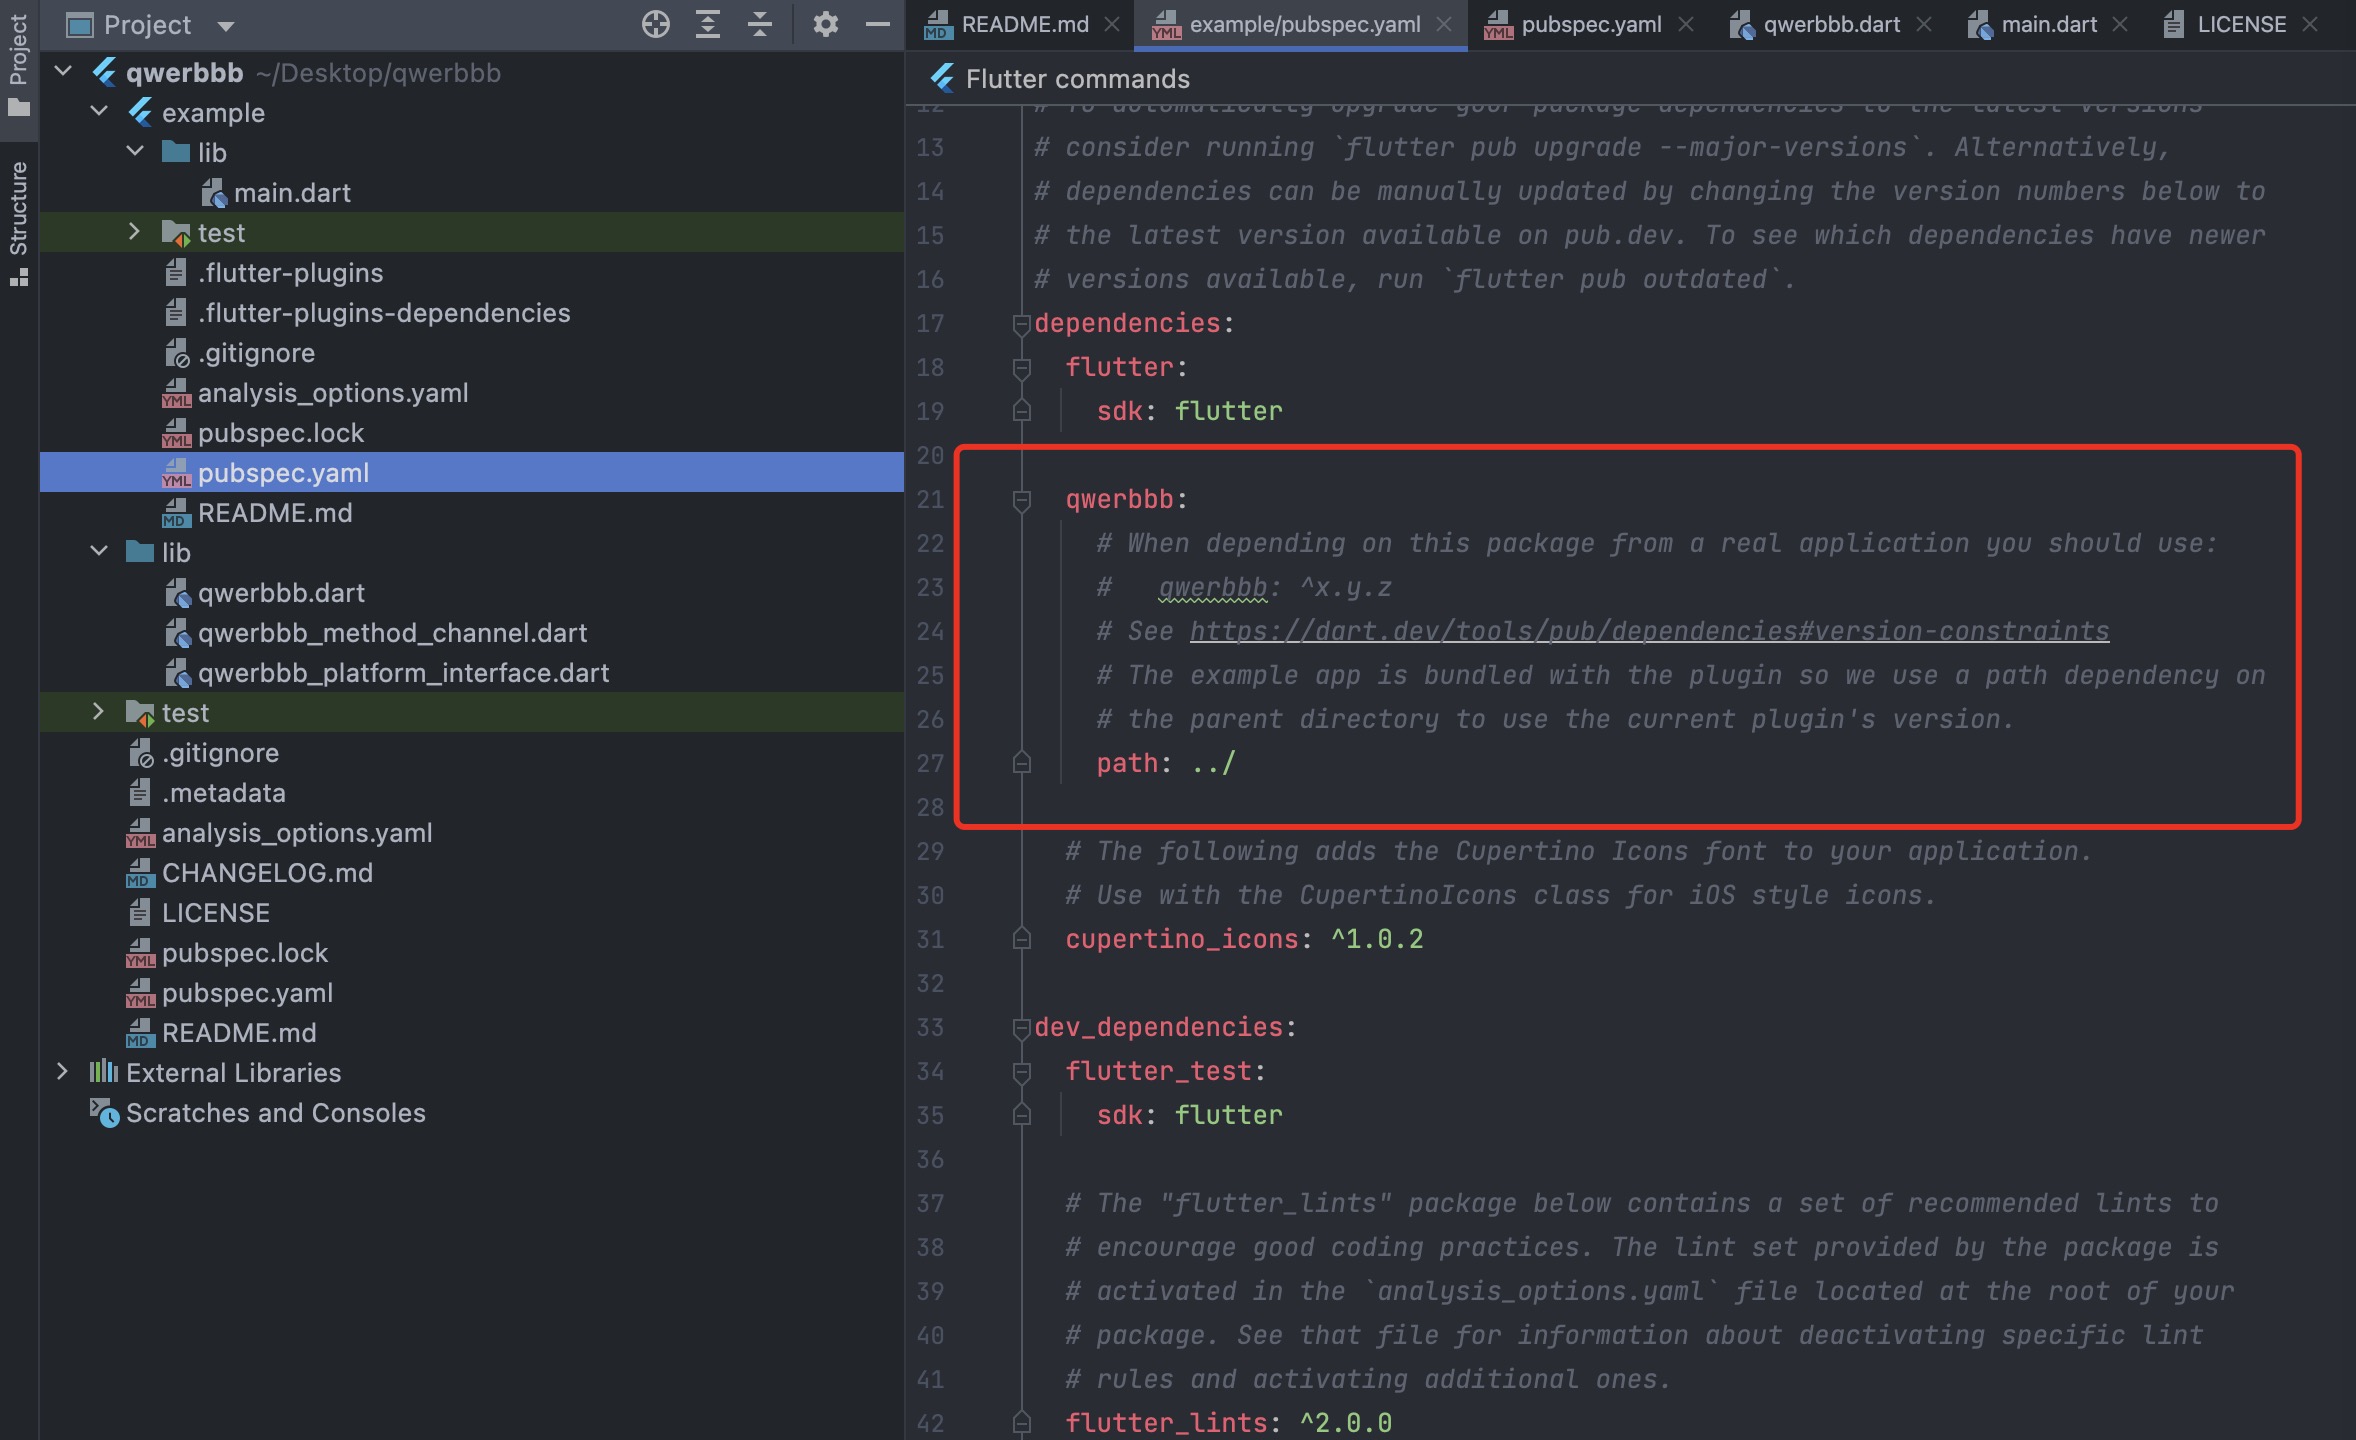 Project
Structure
Project
qwerbbb ~/Desktop/qwerbbb
example
lib
main.dart
test
.flutter-plugins
.flutter-plugins-dependencies
.gitignore
analysis_options.yaml
pubspec.lock
pubspec.yaml
README.md
lib
qwerbbb.dart
qwerbbb_method_channel.dart
qwerbbb_platform_interface.dart
test
.gitignore
.metadata
analysis_options.yaml
CHANGELOG.md
LICENSE
pubspec.lock
pubspec.yaml
README.md
External Libraries
Scratches and Consoles
README.md example/pubspec.yaml pubspec.yaml qwerbbb.dart main.dart LICENSE
Flutter commands
12 # To automatically upgrade your package dependencies to the latest versions
13 # consider running `flutter pub upgrade --major-versions`. Alternatively,
14 # dependencies can be manually updated by changing the version numbers below to
15 # the latest version available on pub.dev. To see which dependencies have newer
16 # versions available, run `flutter pub outdated`.
17 dependencies:
18 flutter:
19 sdk: flutter
20
21 qwerbbb:
22 # When depending on this package from a real application you should use:
23 # qwerbbb: ^x.y.z
24 # See https://dart.dev/tools/pub/dependencies#version-constraints
25 # The example app is bundled with the plugin so we use a path dependency on
26 # the parent directory to use the current plugin's version.
27 path: ../
28
29 # The following adds the Cupertino Icons font to your application.
30 # Use with the CupertinoIcons class for iOS style icons.
31 cupertino_icons: ^1.0.2
32
33 dev_dependencies:
34 flutter_test:
35 sdk: flutter
36
37 # The "flutter_lints" package below contains a set of recommended lints to
38 # encourage good coding practices. The lint set provided by the package is
39 # activated in the `analysis_options.yaml` file located at the root of your
40 # package. See that file for information about deactivating specific lint
41 # rules and activating additional ones.
42 flutter_lints: ^2.0.0